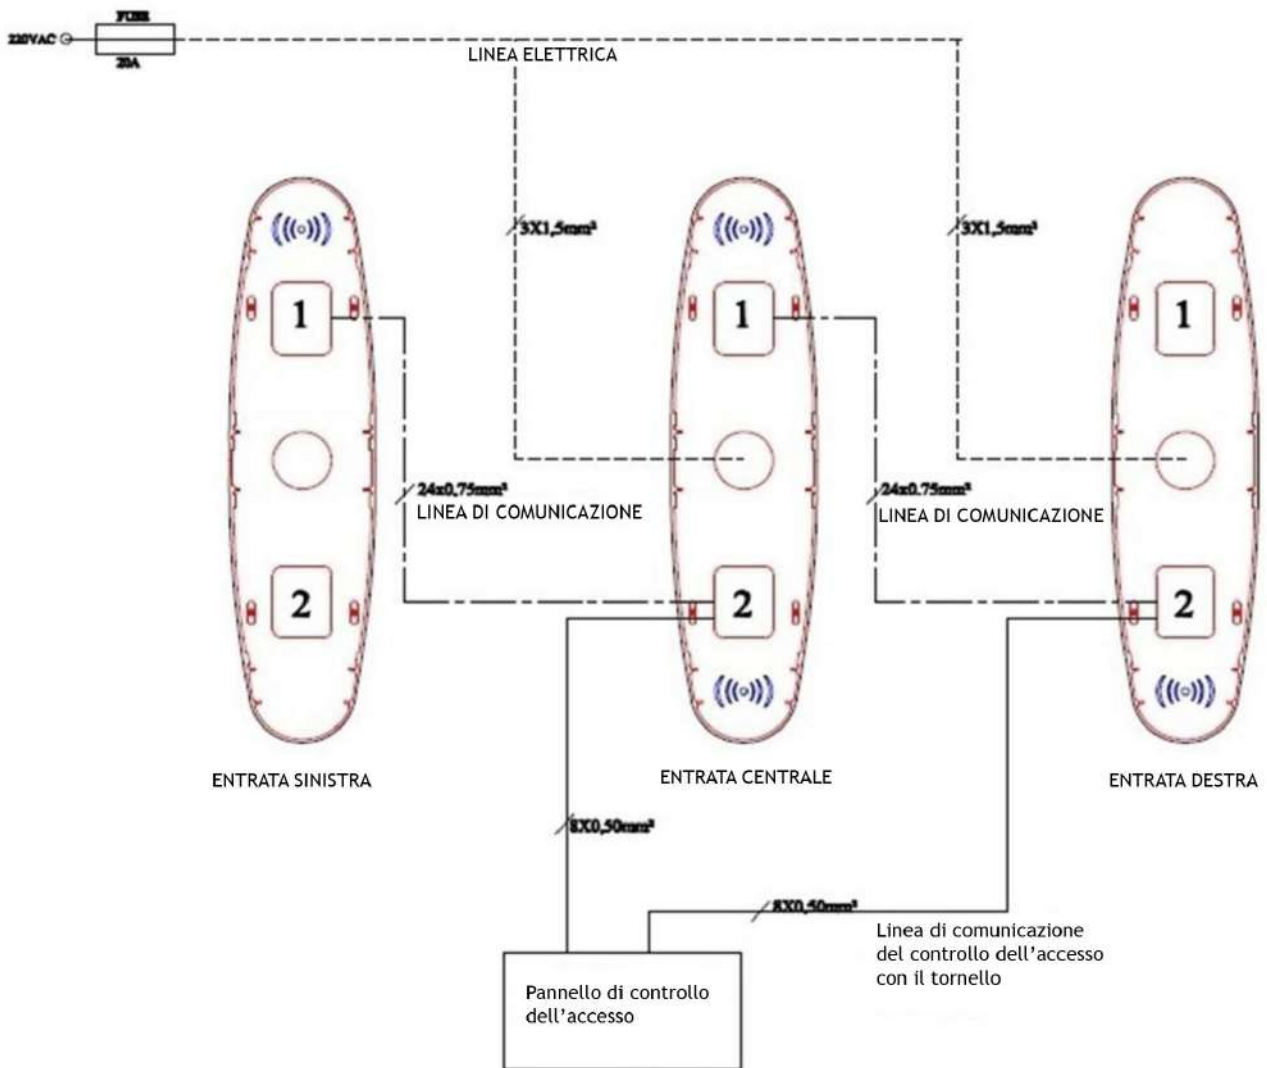 FUSE
220VAC
20A
LINEA ELETTRICA
3X1,5mm²
3X1,5mm²
1
1
1
24x0,75mm²
LINEA DI COMUNICAZIONE
24x0.75mm²
LINEA DI COMUNICAZIONE
2
2
2
ENTRATA SINISTRA
ENTRATA CENTRALE
ENTRATA DESTRA
8X0,50mm²
8X0,50mm²
Linea di comunicazione
del controllo dell'accesso
con il tornello
Pannello di controllo
dell'accesso